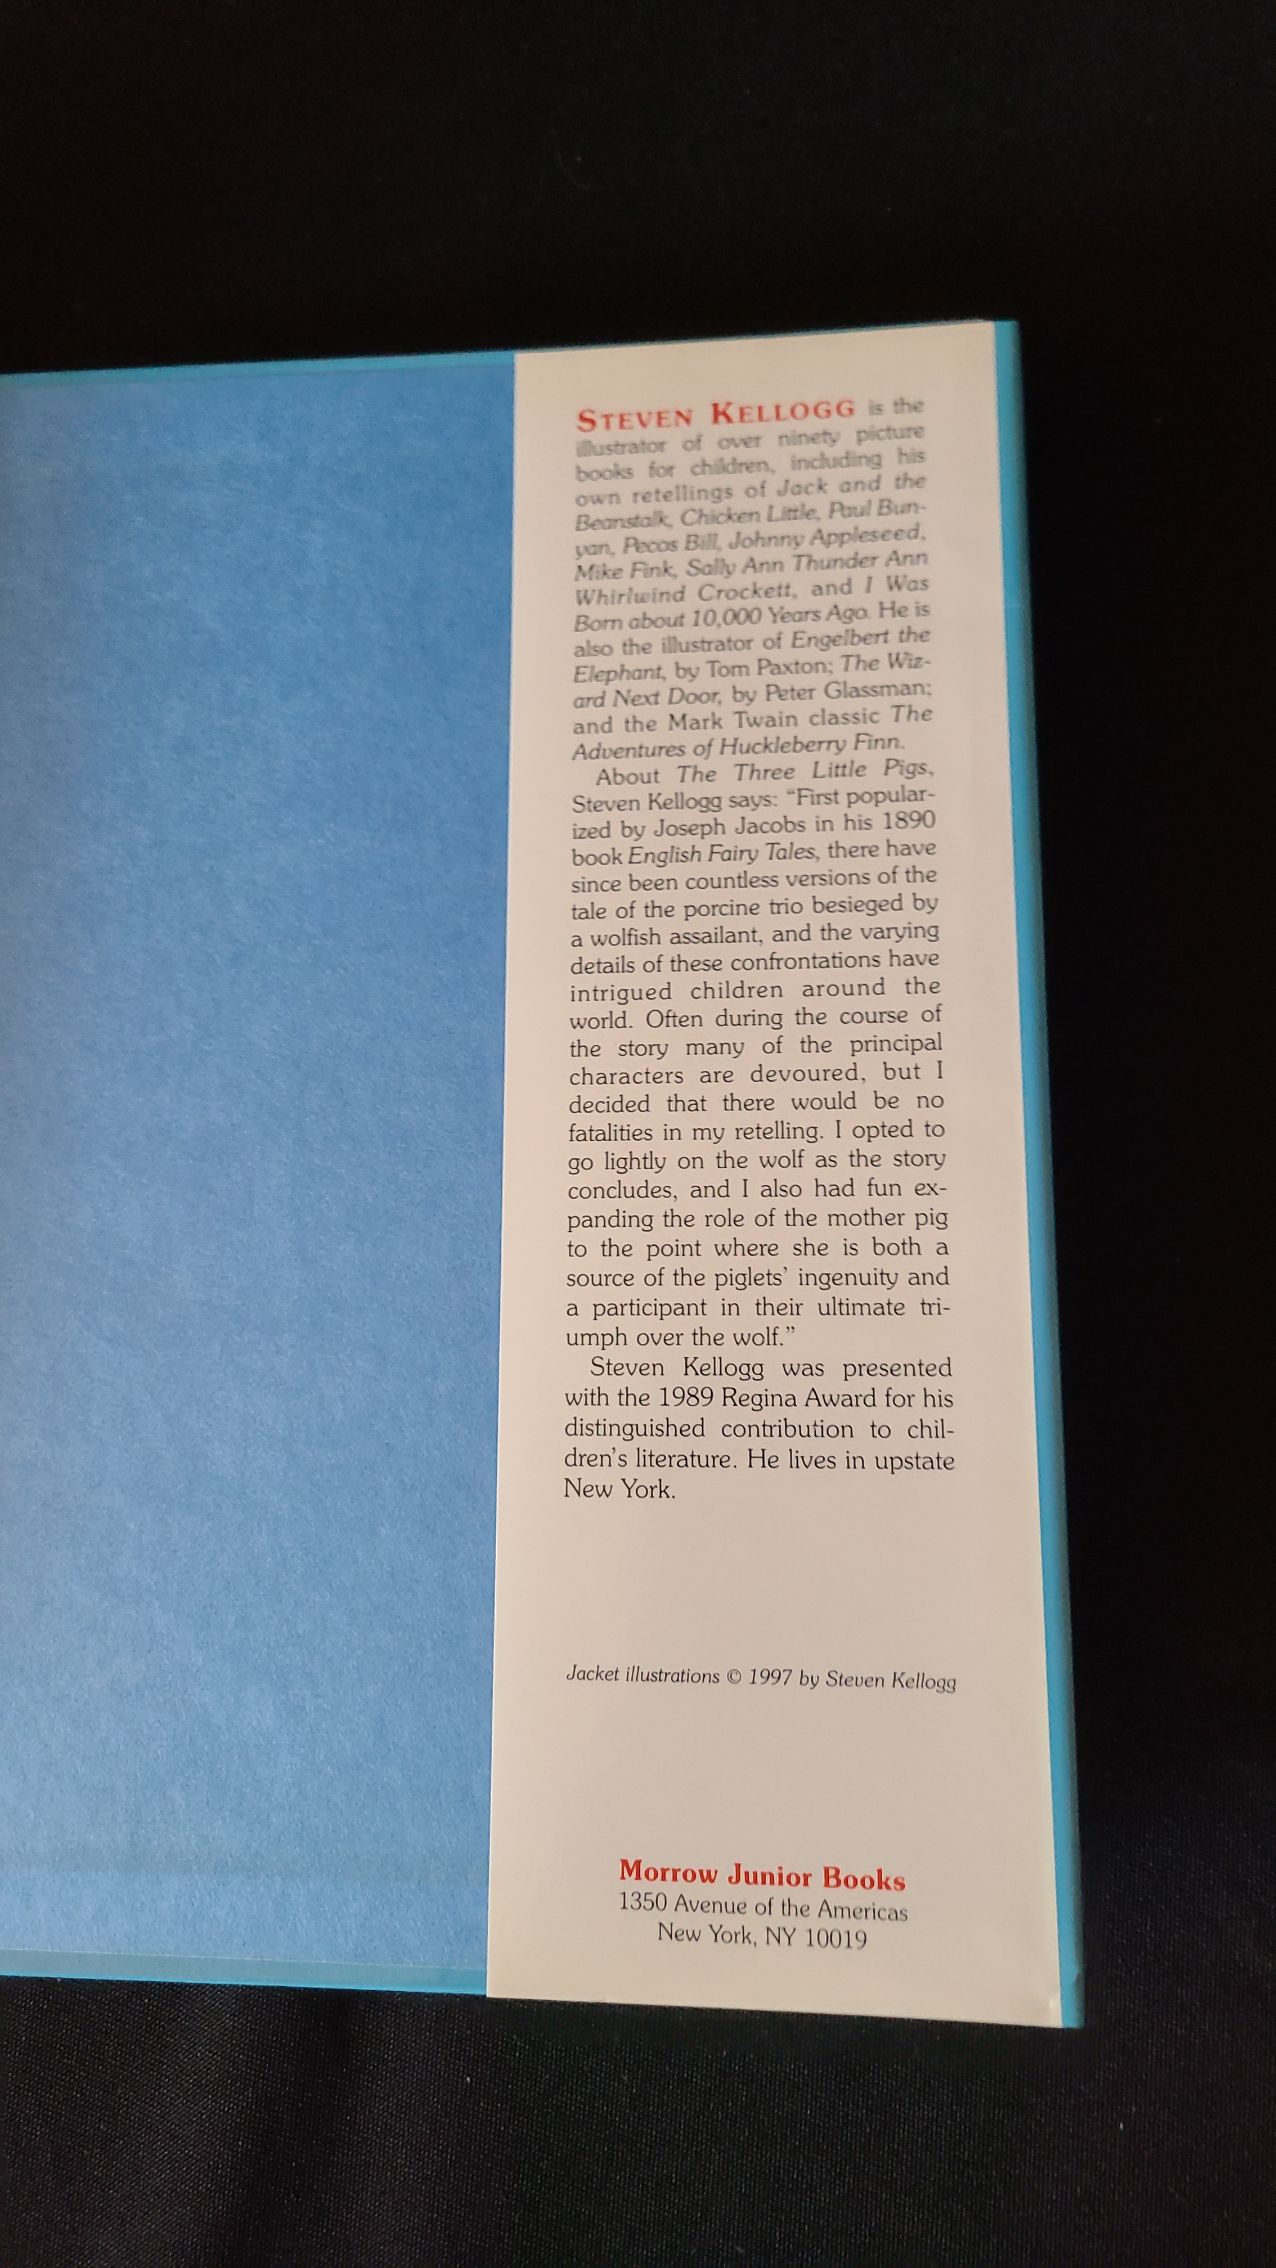 STEVEN KELLOGG is the
illustrator of over ninety picture
books for children, including his
own retellings of Jack and the
Beanstalk, Chicken Little, Paul Bun-
yan, Pecos Bill, Johnny Appleseed,
Mike Fink, Sally Ann Thunder Ann
Whirlwind Crockett, and I Was
Born about 10,000 Years Ago. He is
also the illustrator of Engelbert the
Elephant, by Tom Paxton; The Wiz-
ard Next Door, by Peter Glassman;
and the Mark Twain classic The
Adventures of Huckleberry Finn.
About The Three Little Pigs,
Steven Kellogg says: “First popular-
ized by Joseph Jacobs in his 1890
book English Fairy Tales, there have
since been countless versions of the
tale of the porcine trio besieged by
a wolfish assailant, and the varying
details of these confrontations have
intrigued children around the
world. Often during the course of
the story many of the principal
characters are devoured, but I
decided that there would be no
fatalities in my retelling. I opted to
go lightly on the wolf as the story
concludes, and I also had fun ex-
panding the role of the mother pig
to the point where she is both a
source of the piglets’ ingenuity and
a participant in their ultimate tri-
umph over the wolf.”
Steven Kellogg was presented
with the 1989 Regina Award for his
distinguished contribution to chil-
dren’s literature. He lives in upstate
New York.
Jacket illustrations © 1997 by Steven Kellogg
Morrow Junior Books
1350 Avenue of the Americas
New York, NY 10019